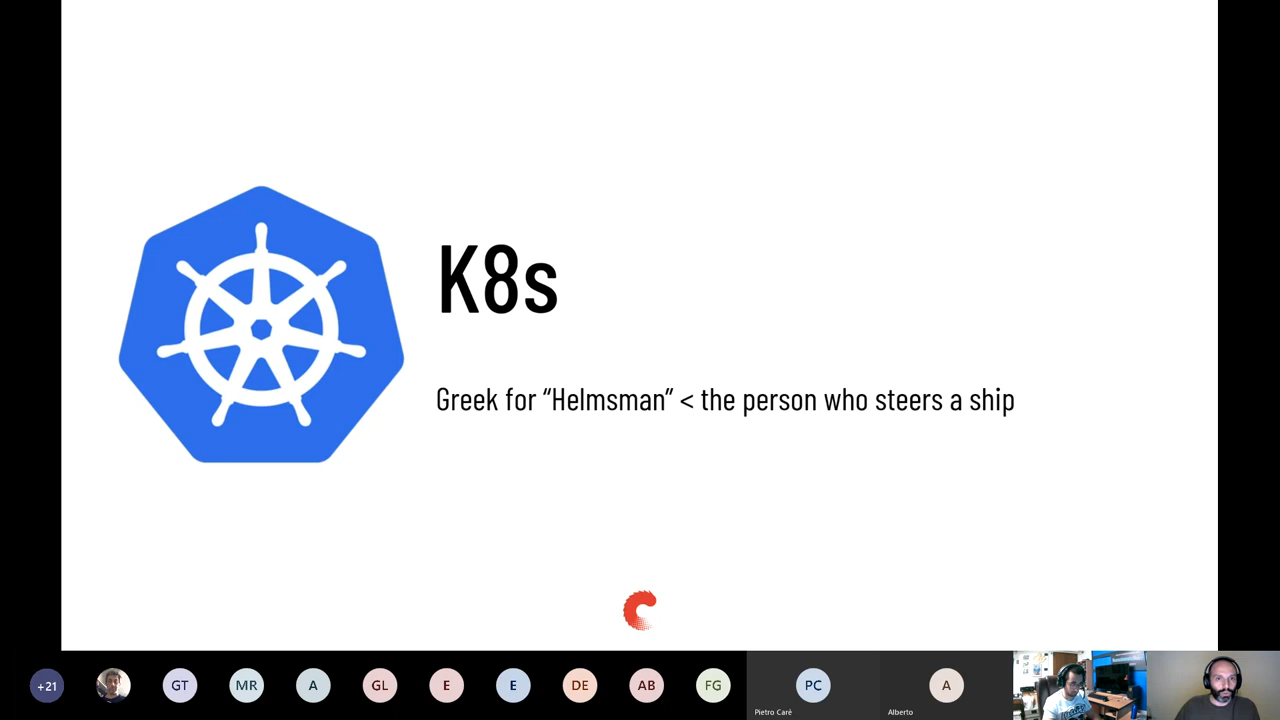 K8s
Greek for “Helmsman” < the person who steers a ship
+21
GT
MR
A
GL
E
E
DE
AB
FG
PC
Pietro Carè
A
Alberto